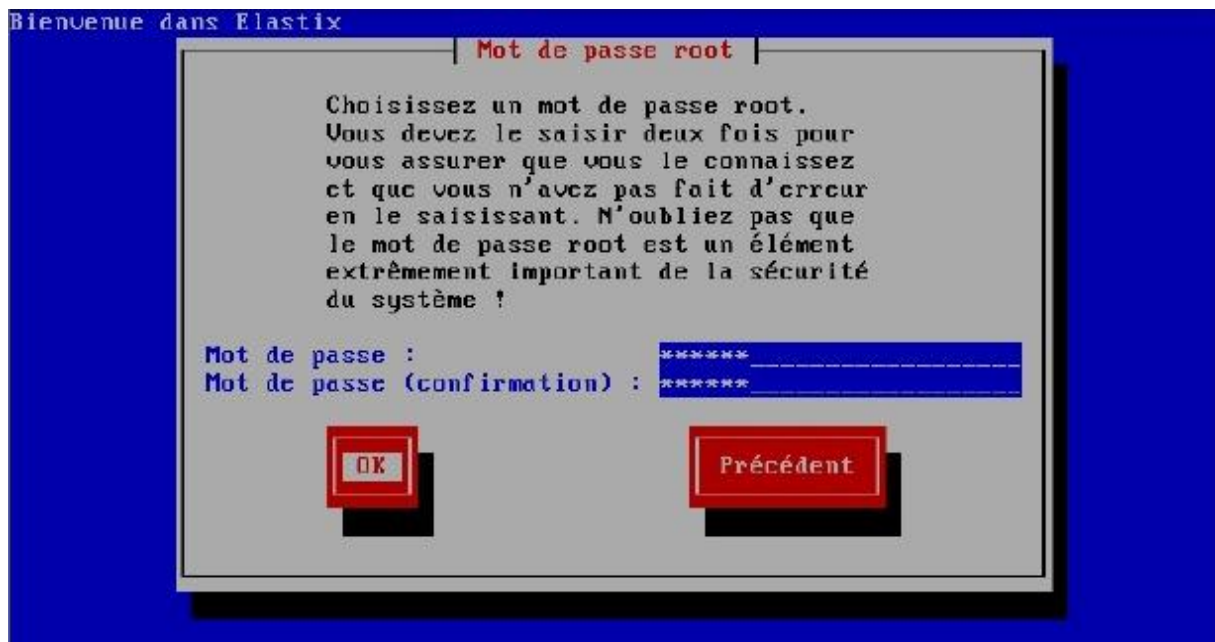 Bienvenue dans Elastix
Mot de passe root
Choisissez un mot de passe root.
Vous devez le saisir deux fois pour
vous assurer que vous le connaissez
et que vous n'avez pas fait d'erreur
en le saisissant. N'oubliez pas que
le mot de passe root est un élément
extrêmement important de la sécurité
du système !
Mot de passe : ******
Mot de passe (confirmation) : ******
OK Précédent